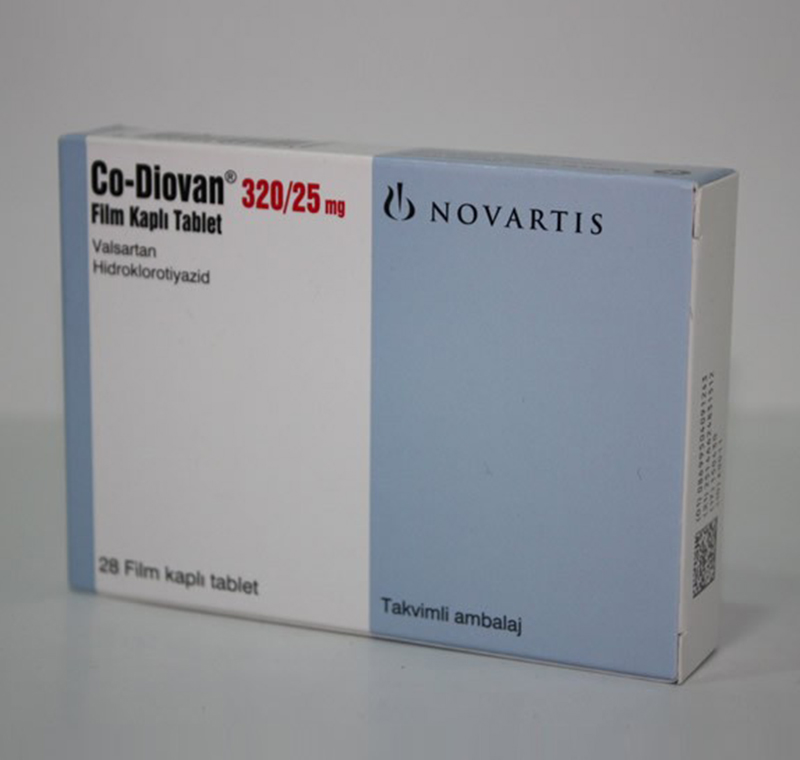 Co-Diovan® 320/25 mg
Film Kaplı Tablet
Valsartan
Hidroklorotiyazid
NOVARTIS
28 Film kaplı tablet
Takvimli ambalaj